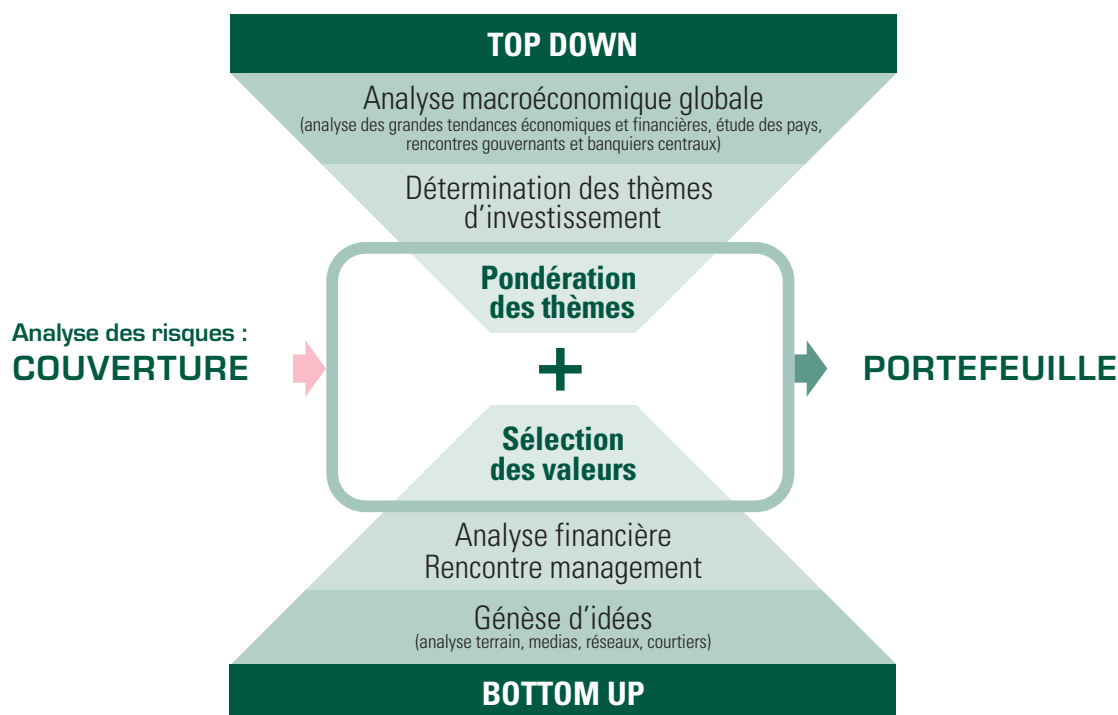 TOP DOWN
Analyse macroéconomique globale
(analyse des grandes tendances économiques et financières, étude des pays,
rencontres gouvernants et banquiers centraux)
Détermination des thèmes
d’investissement
Pondération
des thèmes
Analyse des risques :
COUVERTURE
+
PORTEFEUILLE
Sélection
des valeurs
Analyse financière
Rencontre management
Génèse d’idées
(analyse terrain, medias, réseaux, courtiers)
BOTTOM UP